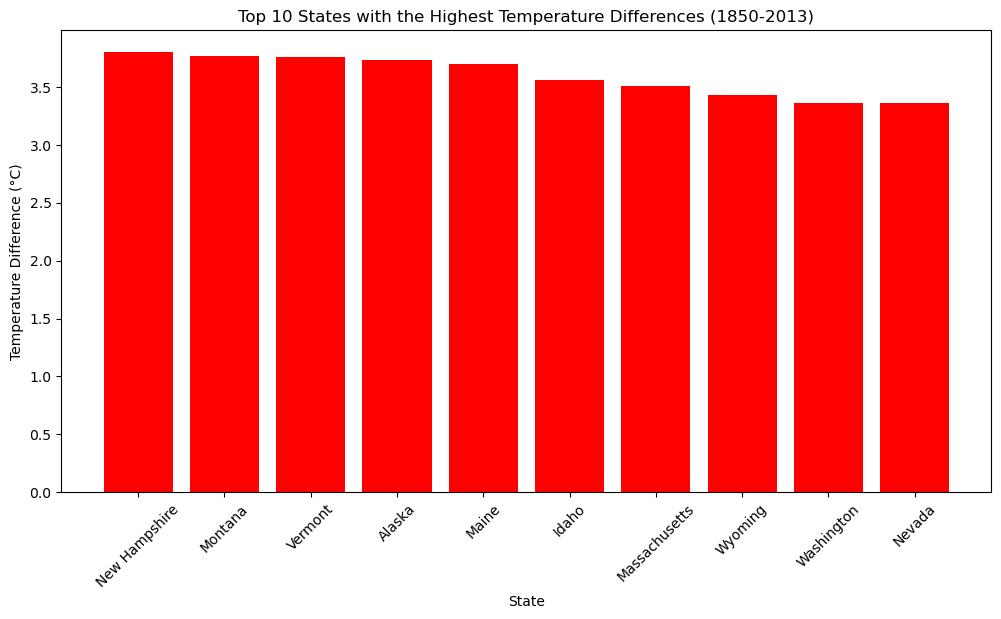 Top 10 States with the Highest Temperature Differences (1850-2013)
Temperature Difference (°C)
3.5
3.0
2.5
2.0
1.5
1.0
0.5
0.0
New Hampshire
Montana
Vermont
Alaska
Maine
Idaho
Massachusetts
Wyoming
Washington
Nevada
State